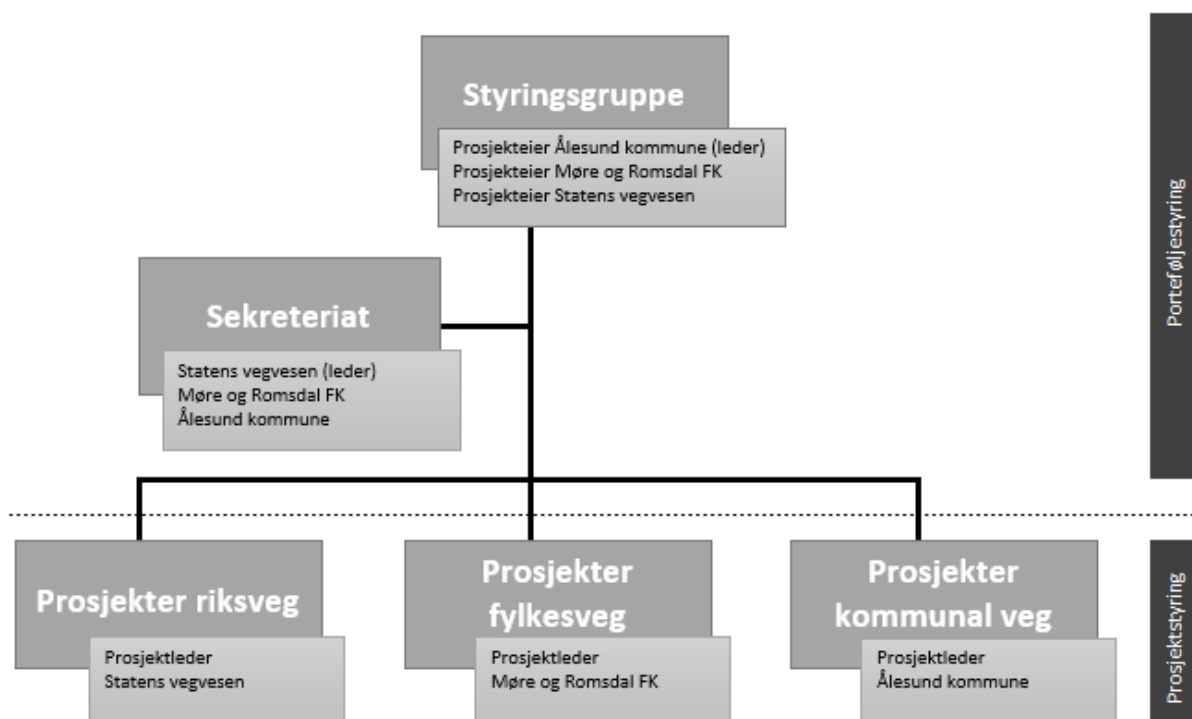 Styringsgruppe
Prosjekteier Ålesund kommune (leder)
Prosjekteier Møre og Romsdal FK
Prosjekteier Statens vegvesen
Porteføljestyring
Sekreteriat
Statens vegvesen (leder)
Møre og Romsdal FK
Ålesund kommune
Prosjekter riksveg
Prosjektleder
Statens vegvesen
Prosjekter
fylkesveg
Prosjektleder
Møre og Romsdal FK
Prosjekter
kommunal veg
Prosjektleder
Ålesund kommune
Prosjektstyring